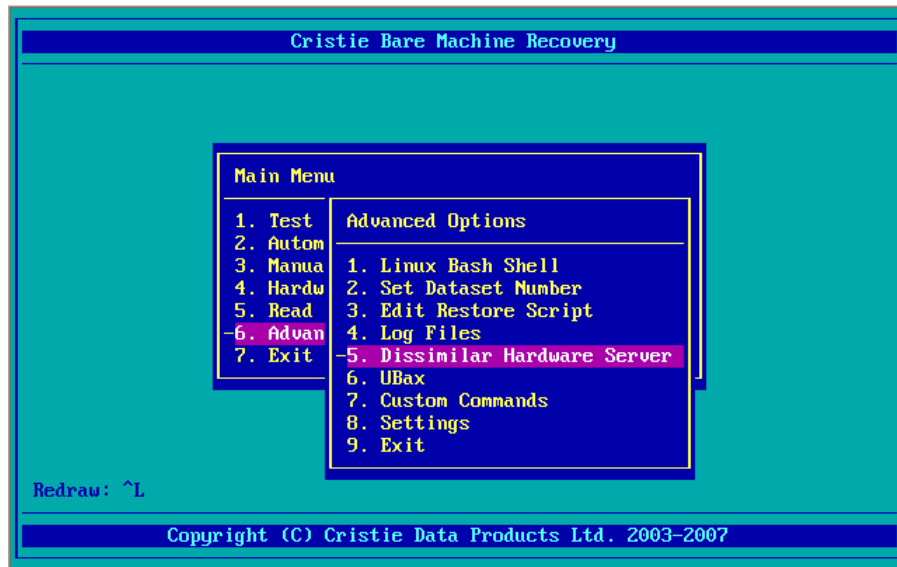 Cristie Bare Machine Recovery
Main Menu
1. Test
2. Autom
3. Manua
4. Hardw
5. Read
-6. Advan
7. Exit
Advanced Options
1. Linux Bash Shell
2. Set Dataset Number
3. Edit Restore Script
4. Log Files
-5. Dissimilar Hardware Server
6. UBax
7. Custom Commands
8. Settings
9. Exit
Redraw: ^L
Copyright (C) Cristie Data Products Ltd. 2003-2007